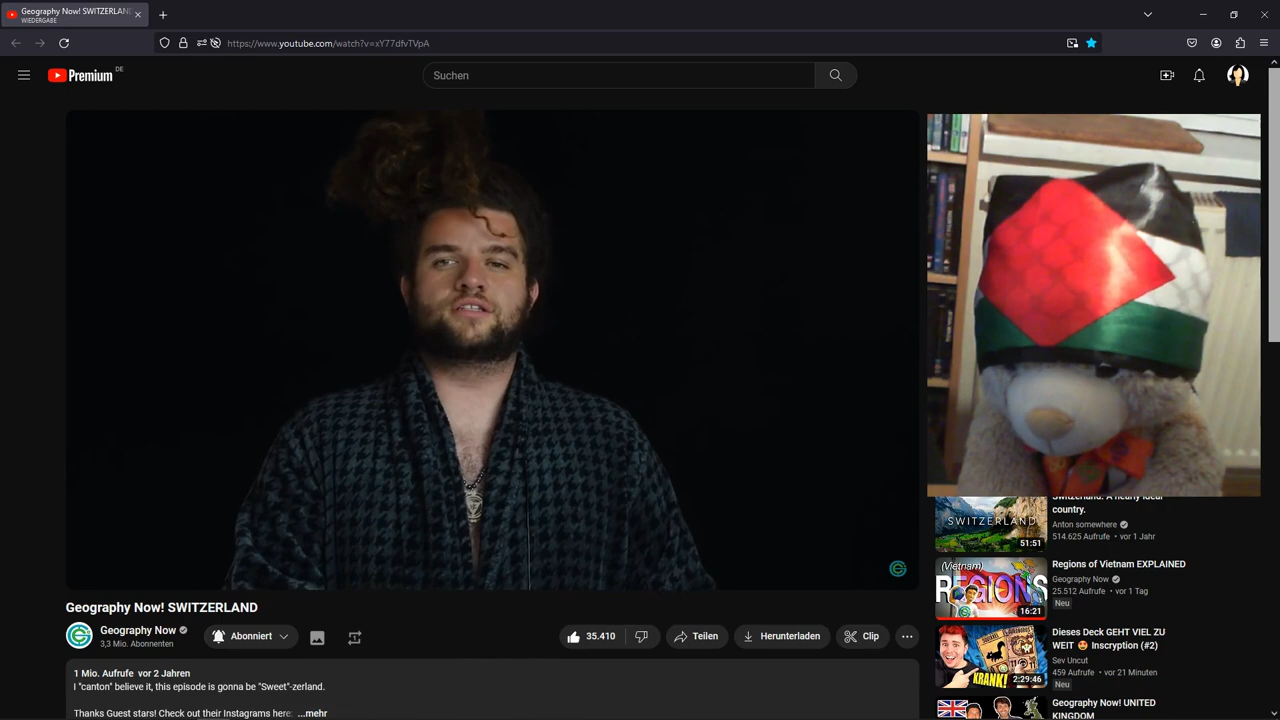 Geography Now! SWITZERLAND
WIEDERGABE
https://www.youtube.com/watch?v=xY77dfvTVpA
Premium DE
Suchen
Geography Now! SWITZERLAND
Geography Now
3,3 Mio. Abonnenten
Abonniert
35.410
Teilen
Herunterladen
Clip
1 Mio. Aufrufe vor 2 Jahren
I "canton" believe it, this episode is gonna be "Sweet"-zerland.
Thanks Guest stars! Check out their Instagrams here: ...mehr
SWITZERLAND
51:51
Switzerland. A nearly ideal
country.
Anton somewhere
514.625 Aufrufe • vor 1 Jahr
(Vietnam)
REGIONS
16:21
Regions of Vietnam EXPLAINED
Geography Now
25.512 Aufrufe • vor 1 Tag
Neu
KRANK!
2:29:46
Dieses Deck GEHT VIEL ZU
WEIT 🤩 Inscryption (#2)
Sev Uncut
459 Aufrufe • vor 21 Minuten
Neu
Geography Now! UNITED
KINGDOM